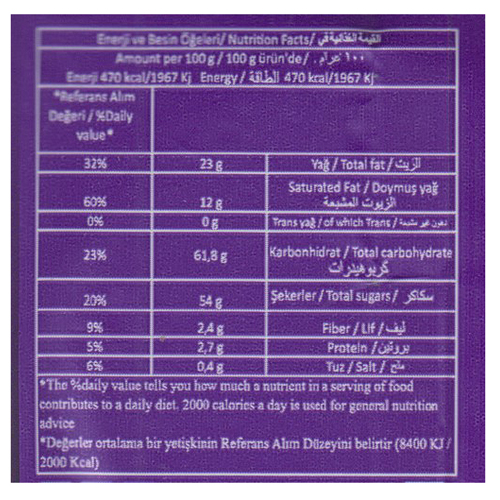 Enerji ve Besin Öğeleri/ Nutrition Facts/ القيمة الغذائية في
Amount per 100 g / 100 g ürün'de / . ١٠٠ غرام
Enerji 470 kcal/1967 Kj Energy / الطاقة 470 kcal/1967 Kj
*Referans Alım
Değeri / %Daily
value*
32% 23 g Yağ / Total fat / الزيت
Saturated Fat / Doymuş yağ
60% 12 g الزيوت المشبعة
0% 0 g Trans yağ / of which Trans / دهون غير مشبعة
23% 61,8 g Karbonhidrat / Total carbohydrate
كربوهيدرات
20% 54 g Şekerler / Total sugars / سكاكر
9% 2,4 g Fiber / Lif / ليف
5% 2,7 g Protein / بروتين
6% 0,4 g Tuz / Salt / ملح
*The %daily value tells you how much a nutrient in a serving of food
contributes to a daily diet. 2000 calories a day is used for general nutrition
advice
*Değerler ortalama bir yetişkinin Referans Alım Düzeyini belirtir (8400 KJ /
2000 Kcal)